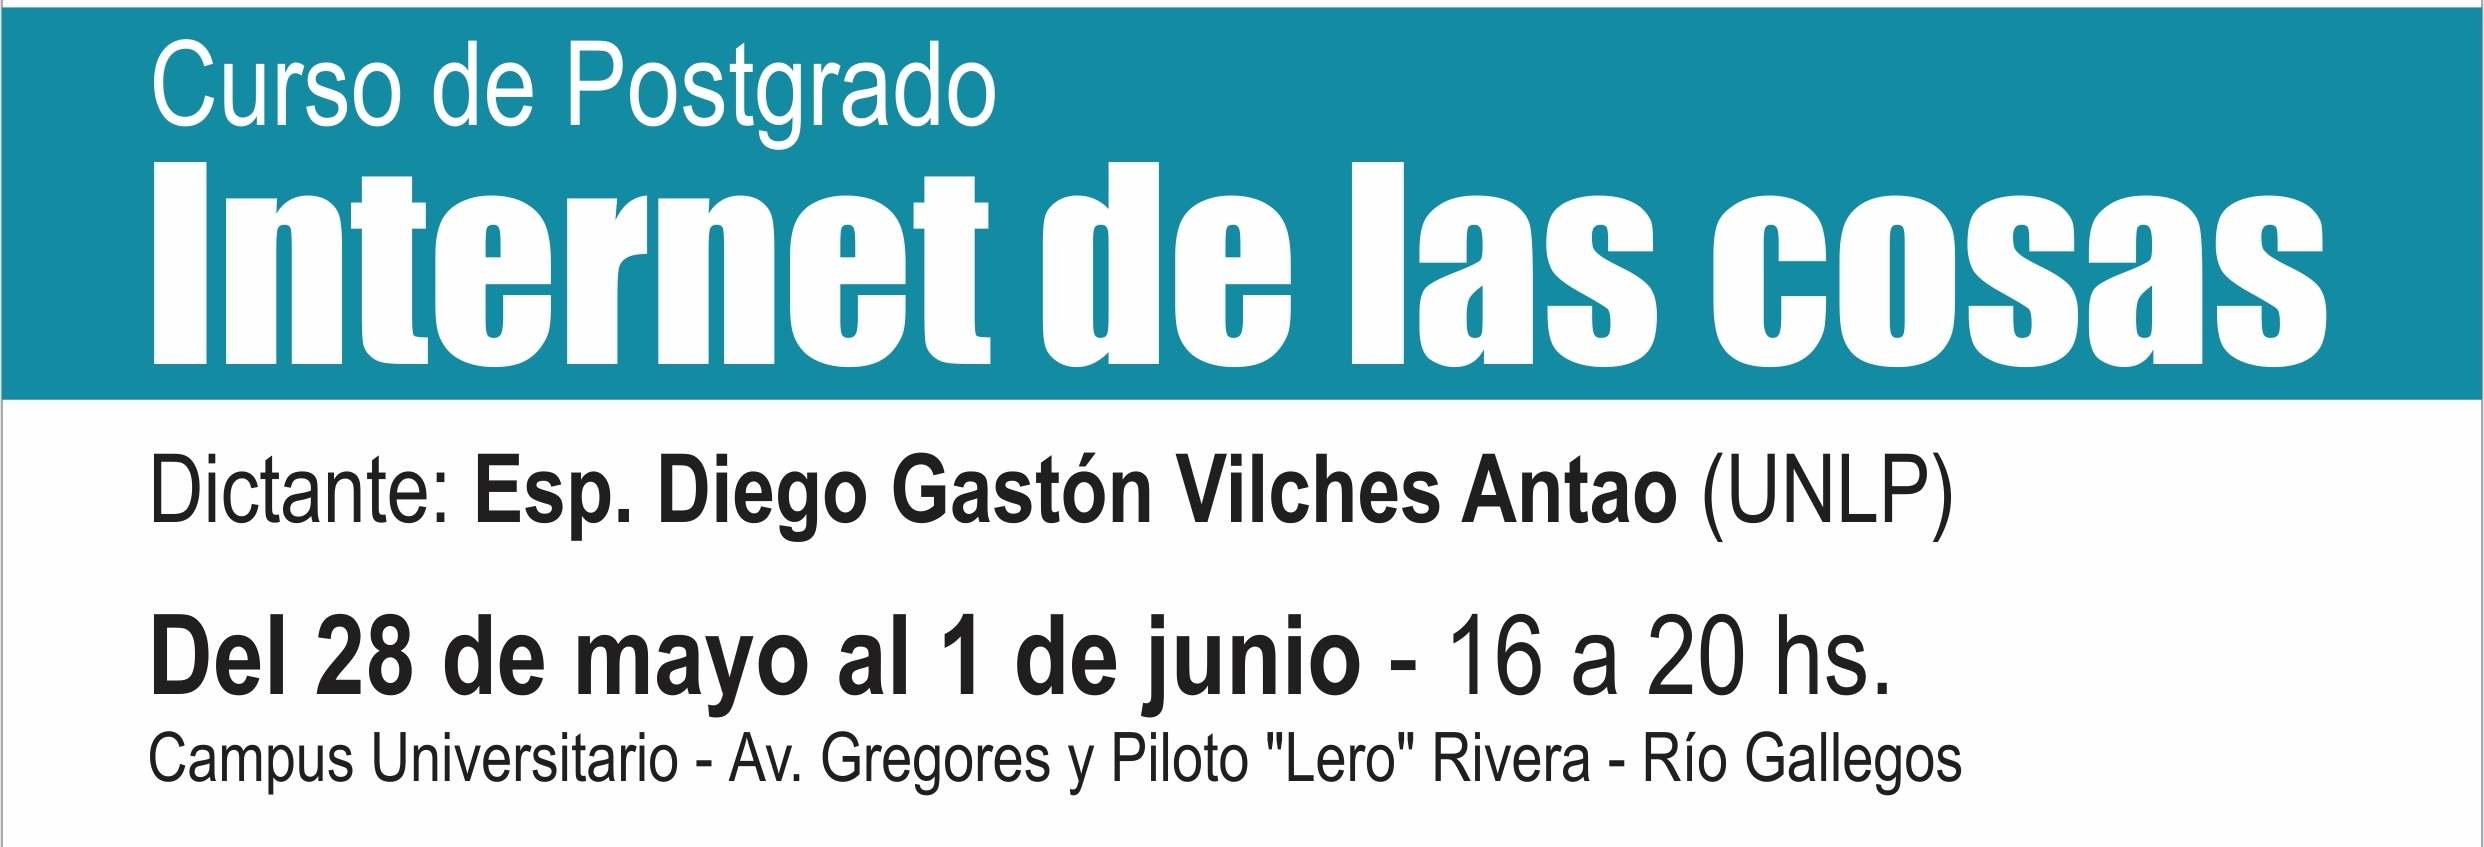 Curso de Postgrado
Internet de las cosas
Dictante: Esp. Diego Gastón Vilches Antao (UNLP)
Del 28 de mayo al 1 de junio - 16 a 20 hs.
Campus Universitario - Av. Gregores y Piloto "Lero" Rivera - Río Gallegos